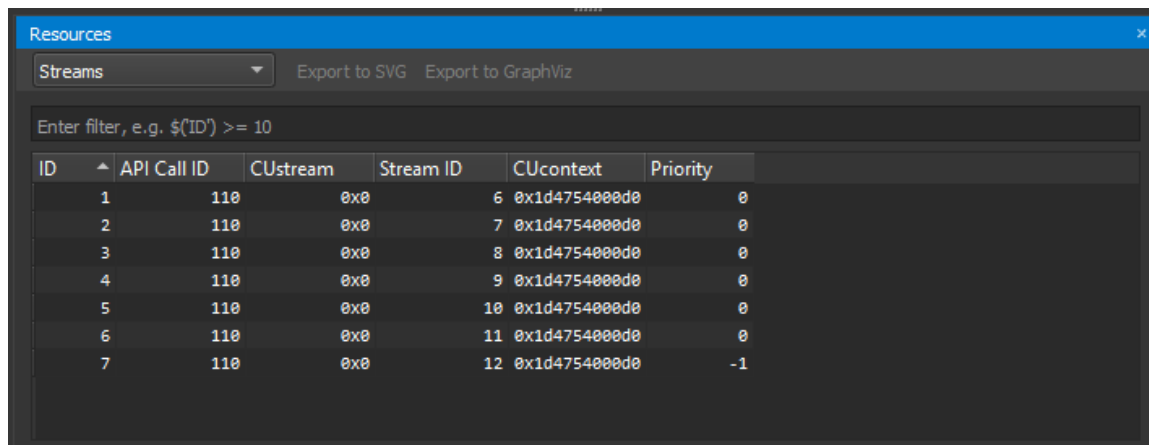 Resources
Streams Export to SVG Export to GraphViz
Enter filter, e.g. $('ID') >= 10
ID API Call ID CUstream Stream ID CUcontext Priority
1 110 0x0 6 0x1d4754000d0 0
2 110 0x0 7 0x1d4754000d0 0
3 110 0x0 8 0x1d4754000d0 0
4 110 0x0 9 0x1d4754000d0 0
5 110 0x0 10 0x1d4754000d0 0
6 110 0x0 11 0x1d4754000d0 0
7 110 0x0 12 0x1d4754000d0 -1